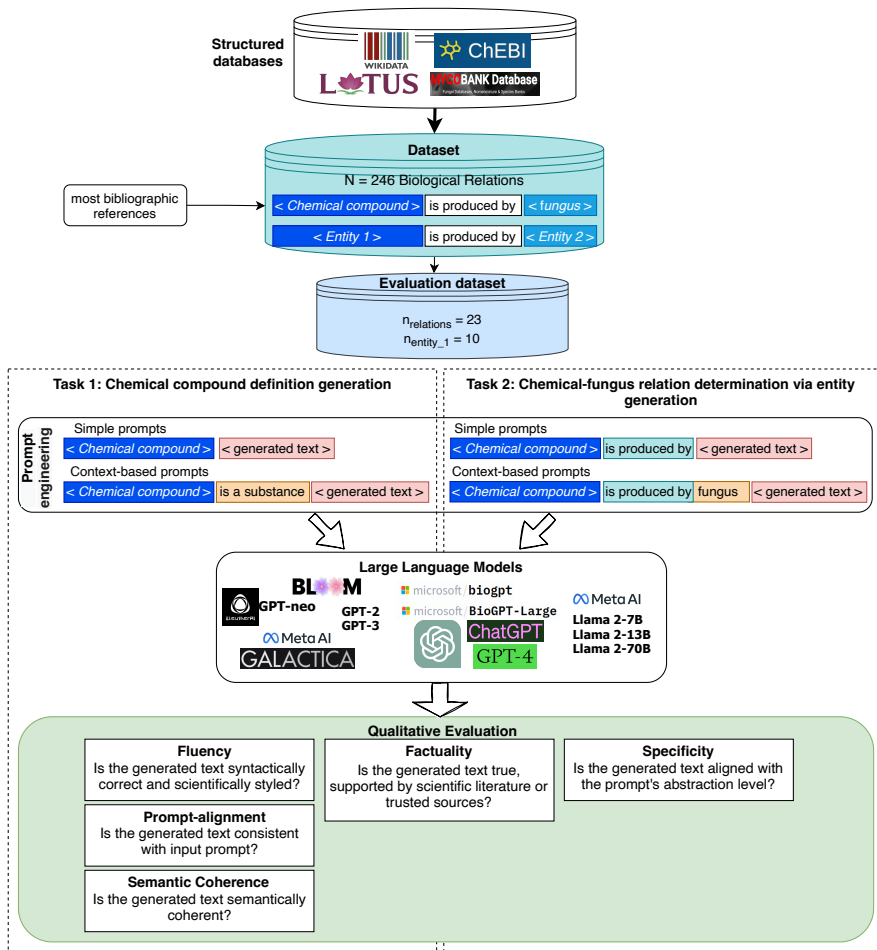 Structured
databases
WIKIDATA
ChEBI
LOTUS
MYCOBANK Database
Fungal Databases, Nomenclature & Species Banks
Dataset
N = 246 Biological Relations
most bibliographic
references
< Chemical compound > is produced by < fungus >
< Entity 1 > is produced by < Entity 2 >
Evaluation dataset
n_relations = 23
n_entity_1 = 10
Task 1: Chemical compound definition generation
Task 2: Chemical-fungus relation determination via entity
generation
Prompt
engineering
Simple prompts
< Chemical compound > < generated text >
Context-based prompts
< Chemical compound > is a substance < generated text >
Simple prompts
< Chemical compound > is produced by < generated text >
Context-based prompts
< Chemical compound > is produced by fungus < generated text >
Large Language Models
BLOOM
GPT-neo
GPT-2
GPT-3
Meta AI
GALACTICA
microsoft/biogpt
microsoft/BioGPT-Large
ChatGPT
GPT-4
Meta AI
Llama 2-7B
Llama 2-13B
Llama 2-70B
Qualitative Evaluation
Fluency
Is the generated text syntactically
correct and scientifically styled?
Prompt-alignment
Is the generated text consistent
with input prompt?
Semantic Coherence
Is the generated text semantically
coherent?
Factuality
Is the generated text true,
supported by scientific literature or
trusted sources?
Specificity
Is the generated text aligned with
the prompt's abstraction level?